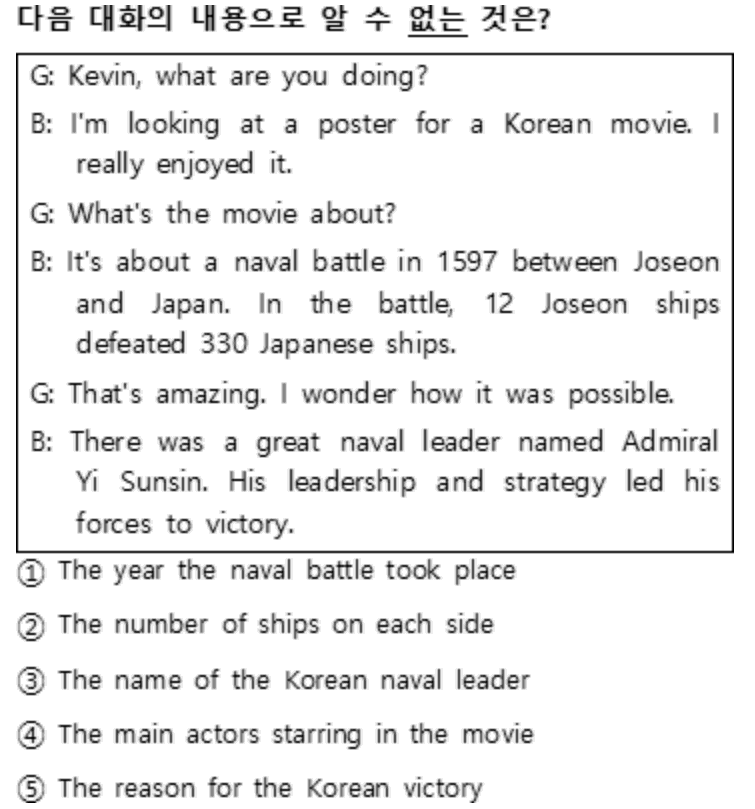 다음 대화의 내용으로 알 수 없는 것은?
G: Kevin, what are you doing?
B: I'm looking at a poster for a Korean movie. I
really enjoyed it.
G: What's the movie about?
B: It's about a naval battle in 1597 between Joseon
and Japan. In the battle, 12 Joseon ships
defeated 330 Japanese ships.
G: That's amazing. I wonder how it was possible.
B: There was a great naval leader named Admiral
Yi Sunsin. His leadership and strategy led his
forces to victory.
① The year the naval battle took place
② The number of ships on each side
③ The name of the Korean naval leader
④ The main actors starring in the movie
⑤ The reason for the Korean victory